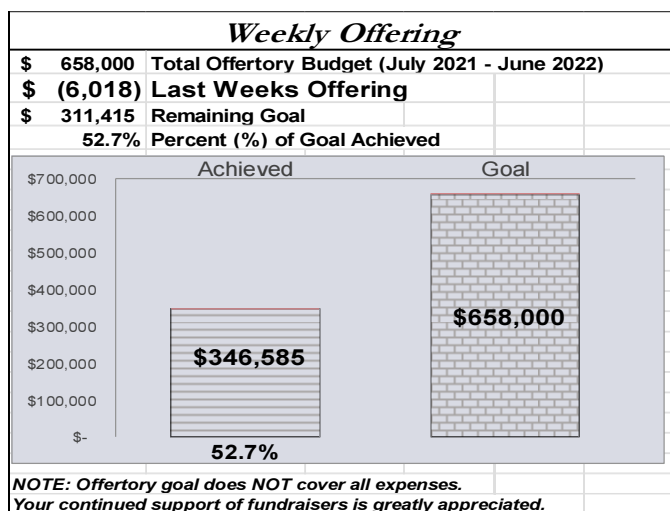 Weekly Offering
$ 658,000 Total Offertory Budget (July 2021 - June 2022)
$ (6,018) Last Weeks Offering
$ 311,415 Remaining Goal
52.7% Percent (%) of Goal Achieved
Achieved Goal
$700,000
$600,000
$500,000
$400,000
$300,000
$200,000
$100,000
$-
$658,000
$346,585
52.7%
NOTE: Offertory goal does NOT cover all expenses.
Your continued support of fundraisers is greatly appreciated.